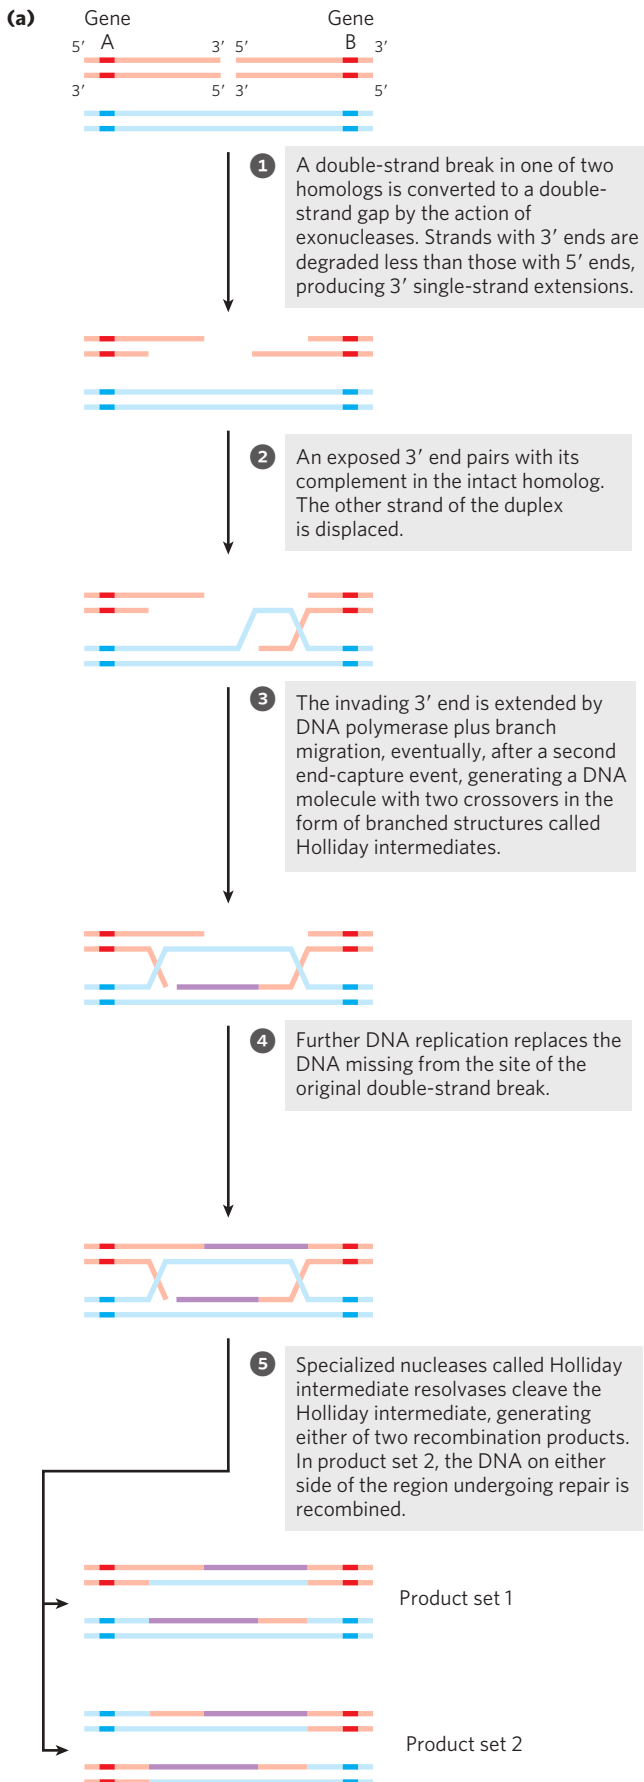 (a)
Gene Gene
A B
5′ 3′ 5′ 3′
3′ 5′ 3′ 5′
1 A double-strand break in one of two
homologs is converted to a double-
strand gap by the action of
exonucleases. Strands with 3′ ends are
degraded less than those with 5′ ends,
producing 3′ single-strand extensions.
2 An exposed 3′ end pairs with its
complement in the intact homolog.
The other strand of the duplex
is displaced.
3 The invading 3′ end is extended by
DNA polymerase plus branch
migration, eventually, after a second
end-capture event, generating a DNA
molecule with two crossovers in the
form of branched structures called
Holliday intermediates.
4 Further DNA replication replaces the
DNA missing from the site of the
original double-strand break.
5 Specialized nucleases called Holliday
intermediate resolvases cleave the
Holliday intermediate, generating
either of two recombination products.
In product set 2, the DNA on either
side of the region undergoing repair is
recombined.
Product set 1
Product set 2